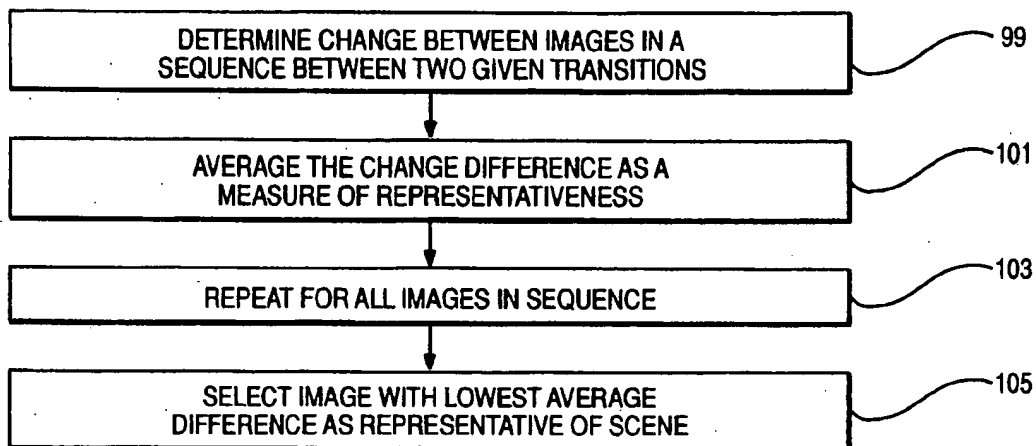 DETERMINE CHANGE BETWEEN IMAGES IN A
SEQUENCE BETWEEN TWO GIVEN TRANSITIONS
99
AVERAGE THE CHANGE DIFFERENCE AS A
MEASURE OF REPRESENTATIVENESS
101
REPEAT FOR ALL IMAGES IN SEQUENCE
103
SELECT IMAGE WITH LOWEST AVERAGE
DIFFERENCE AS REPRESENTATIVE OF SCENE
105